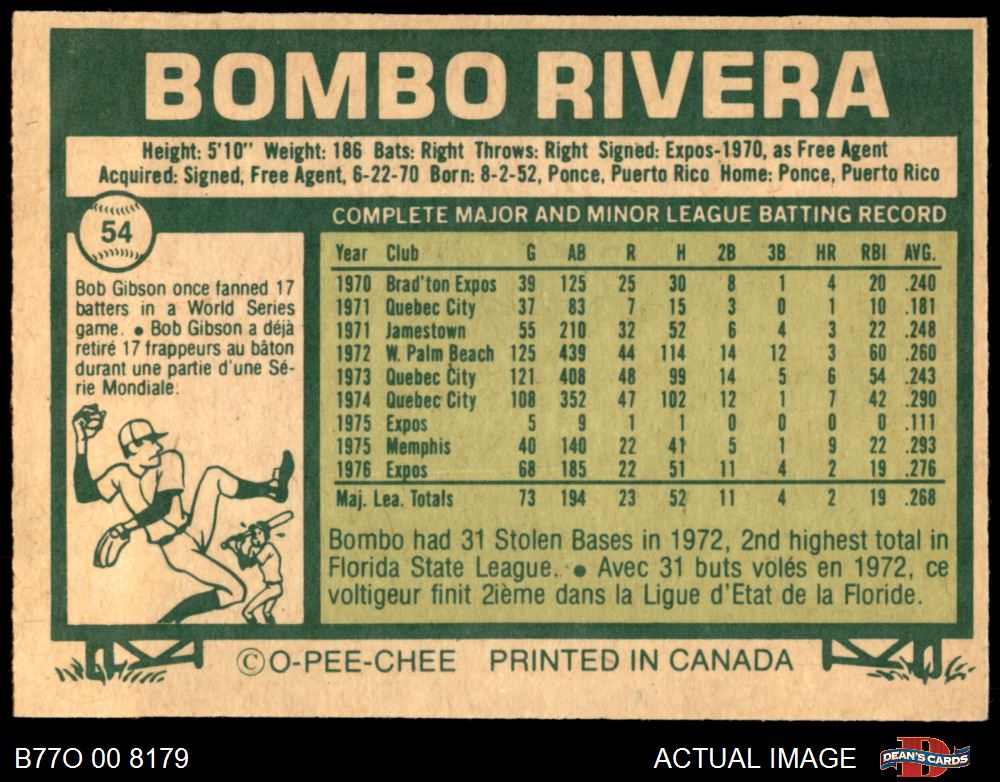 BOMBO RIVERA
Height: 5'10" Weight: 186 Bats: Right Throws: Right Signed: Expos-1970, as Free Agent
Acquired: Signed, Free Agent, 6-22-70 Born: 8-2-52, Ponce, Puerto Rico Home: Ponce, Puerto Rico
54
Bob Gibson once fanned 17
batters in a World Series
game. ● Bob Gibson a déjà
retiré 17 frappeurs au bâton
durant une partie d'une Sé-
rie Mondiale.
COMPLETE MAJOR AND MINOR LEAGUE BATTING RECORD
Year Club G AB R H 2B 3B HR RBI AVG.
1970 Brad'ton Expos 39 125 25 30 8 1 4 20 .240
1971 Quebec City 37 83 7 15 3 0 1 10 .181
1971 Jamestown 55 210 32 52 6 4 3 22 .248
1972 W. Palm Beach 125 439 44 114 14 12 3 60 .260
1973 Quebec City 121 408 48 99 14 5 6 54 .243
1974 Quebec City 108 352 47 102 12 1 7 42 .290
1975 Expos 5 9 1 1 0 0 0 0 .111
1975 Memphis 40 140 22 41 5 1 9 22 .293
1976 Expos 68 185 22 51 11 4 2 19 .276
Maj. Lea. Totals 73 194 23 52 11 4 2 19 .268
Bombo had 31 Stolen Bases in 1972, 2nd highest total in
Florida State League. ● Avec 31 buts volés en 1972, ce
voltigeur finit 2ième dans la Ligue d'Etat de la Floride.
©O-PEE-CHEE PRINTED IN CANADA
B77O 00 8179
ACTUAL IMAGE
DEAN'S CARDS